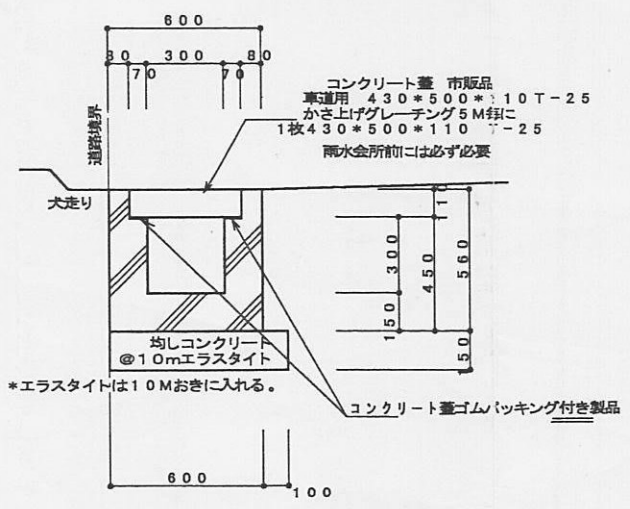 600
80 300 80
70 70
コンクリート蓋 市販品
車道用 430*500*110T-25
かさ上げグレーチング5M毎に
1枚430*500*110 T-25
雨水会所前には必ず必要
道路境界
犬走り
110
300
450
560
150
150
均しコンクリート
@10mエラスタイト
*エラスタイトは10Mおきに入れる。
コンクリート蓋ゴムパッキング付き製品
600
100